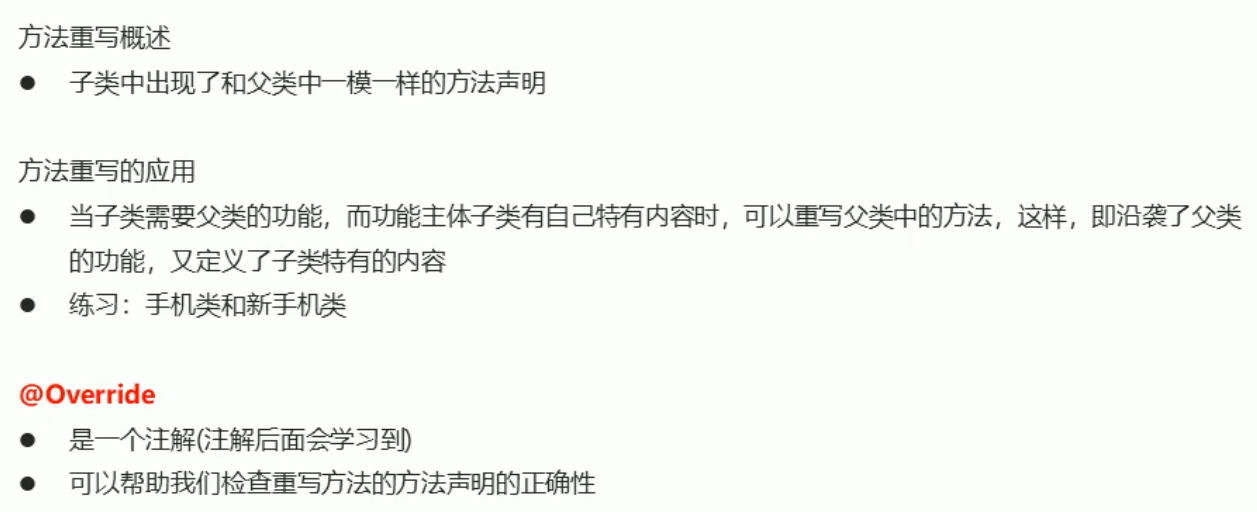 方法重写概述
● 子类中出现了和父类中一模一样的方法声明
方法重写的应用
● 当子类需要父类的功能，而功能主体子类有自己特有内容时，可以重写父类中的方法，这样，即沿袭了父类
的功能，又定义了子类特有的内容
● 练习：手机类和新手机类
@Override
● 是一个注解(注解后面会学习到)
● 可以帮助我们检查重写方法的方法声明的正确性